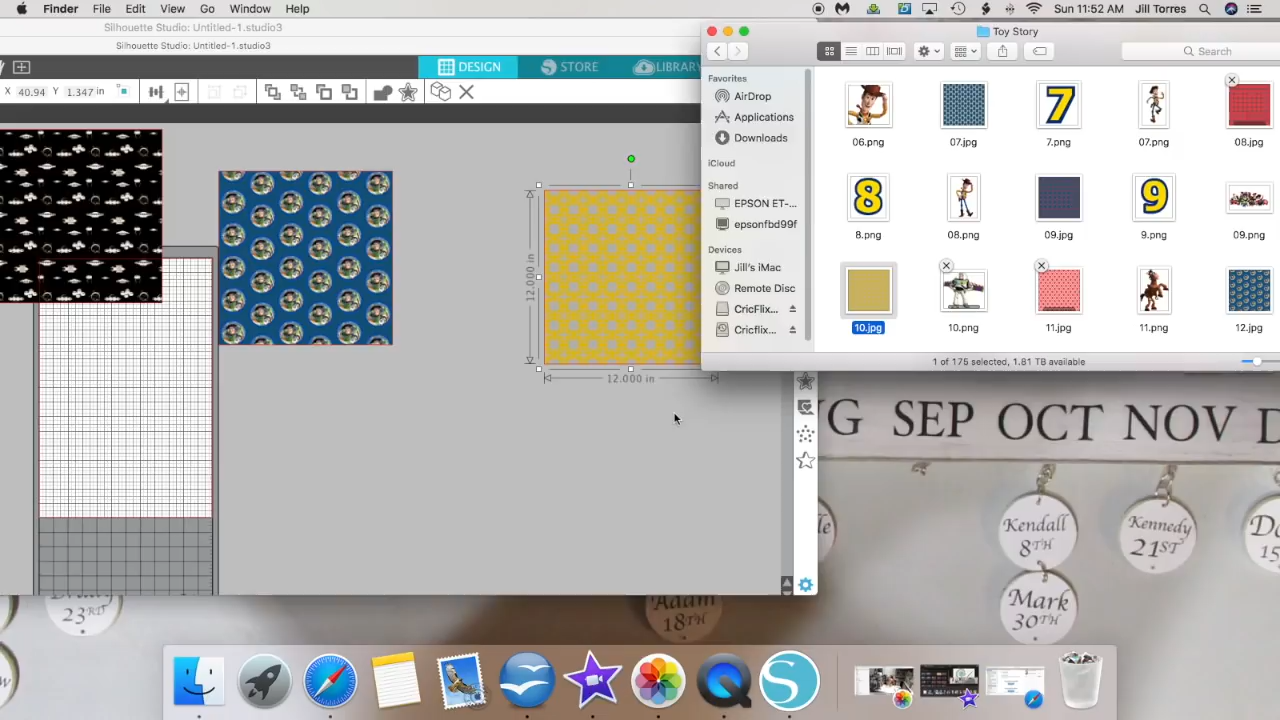 Finder File Edit View Go Window Help
Sun 11:52 AM Jill Torres
Silhouette Studio: Untitled-1.studio3
Silhouette Studio: Untitled-1.studio3
DESIGN STORE LIBRARY
X 40.94 Y 1.347 in
12.000 in
12.000 in
Toy Story
Search
Favorites
AirDrop
Applications
Downloads
iCloud
Shared
EPSON ET-...
epsonfbd99f
Devices
Jill's iMac
Remote Disc
CricFlix...
Cricflix...
7
06.png 07.jpg 7.png 07.png 08.jpg
8 9
8.png 08.png 09.jpg 9.png 09.png
10.jpg 10.png 11.jpg 11.png 12.jpg
1 of 175 selected, 1.81 TB available
G SEP OCT NOV D
Kendall
8TH
Kennedy
21ST
Mark
30TH
Adam
18TH
23RD
S